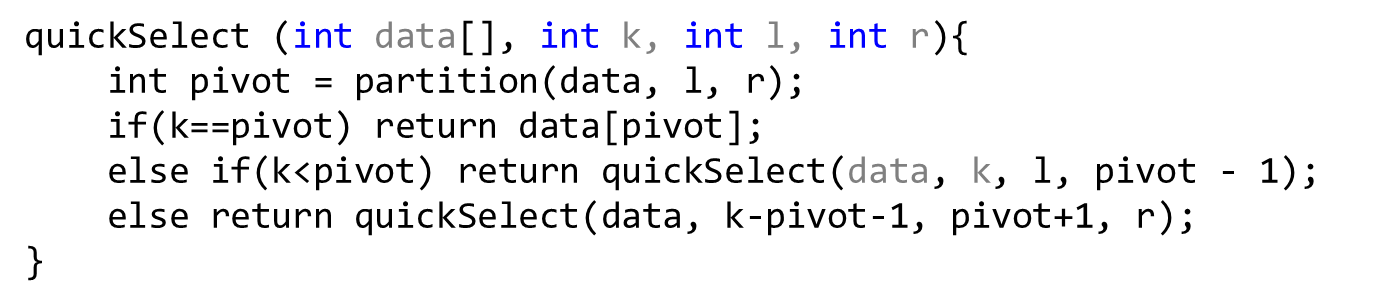 quickSelect (int data[], int k, int l, int r){
    int pivot = partition(data, l, r);
    if(k==pivot) return data[pivot];
    else if(k<pivot) return quickSelect(data, k, l, pivot - 1);
    else return quickSelect(data, k-pivot-1, pivot+1, r);
}